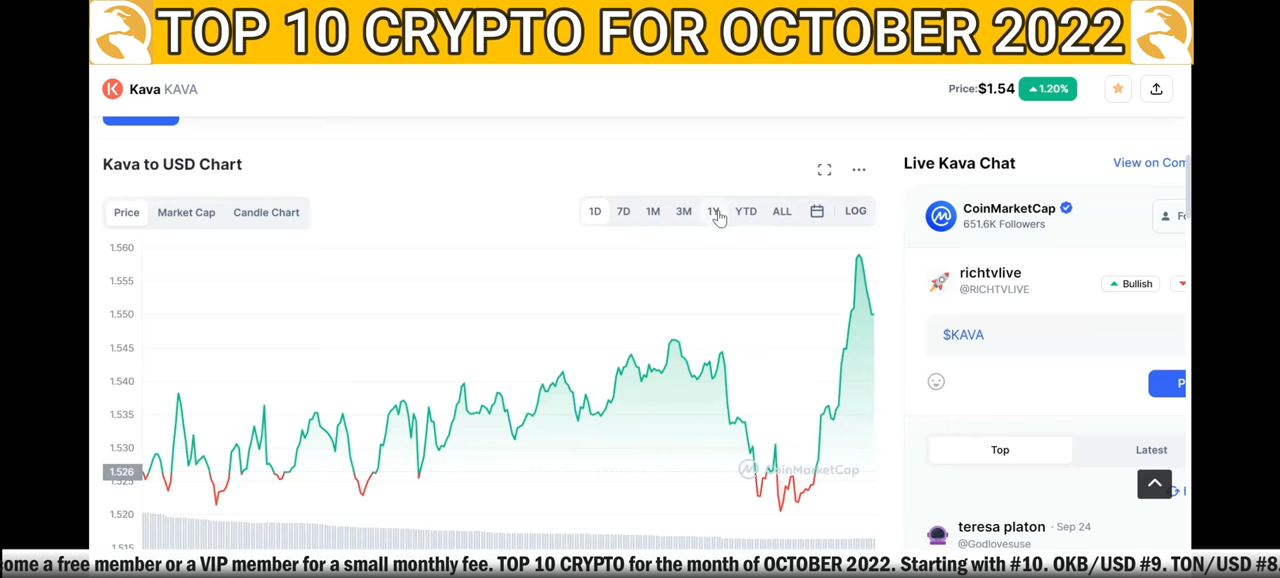 TOP 10 CRYPTO FOR OCTOBER 2022
Kava KAVA
Price:$1.54 1.20%
Kava to USD Chart
Live Kava Chat
View on Com
Price Market Cap Candle Chart
1D 7D 1M 3M 1Y YTD ALL LOG
CoinMarketCap
651.6K Followers
richtvlive
@RICHTVLIVE
Bullish
$KAVA
P
Top Latest
teresa platon · Sep 24
@Godlovesuse
1.560
1.555
1.550
1.545
1.540
1.535
1.530
1.526
1.525
1.520
1.515
CoinMarketCap
ome a free member or a VIP member for a small monthly fee. TOP 10 CRYPTO for the month of OCTOBER 2022. Starting with #10. OKB/USD #9. TON/USD #8.